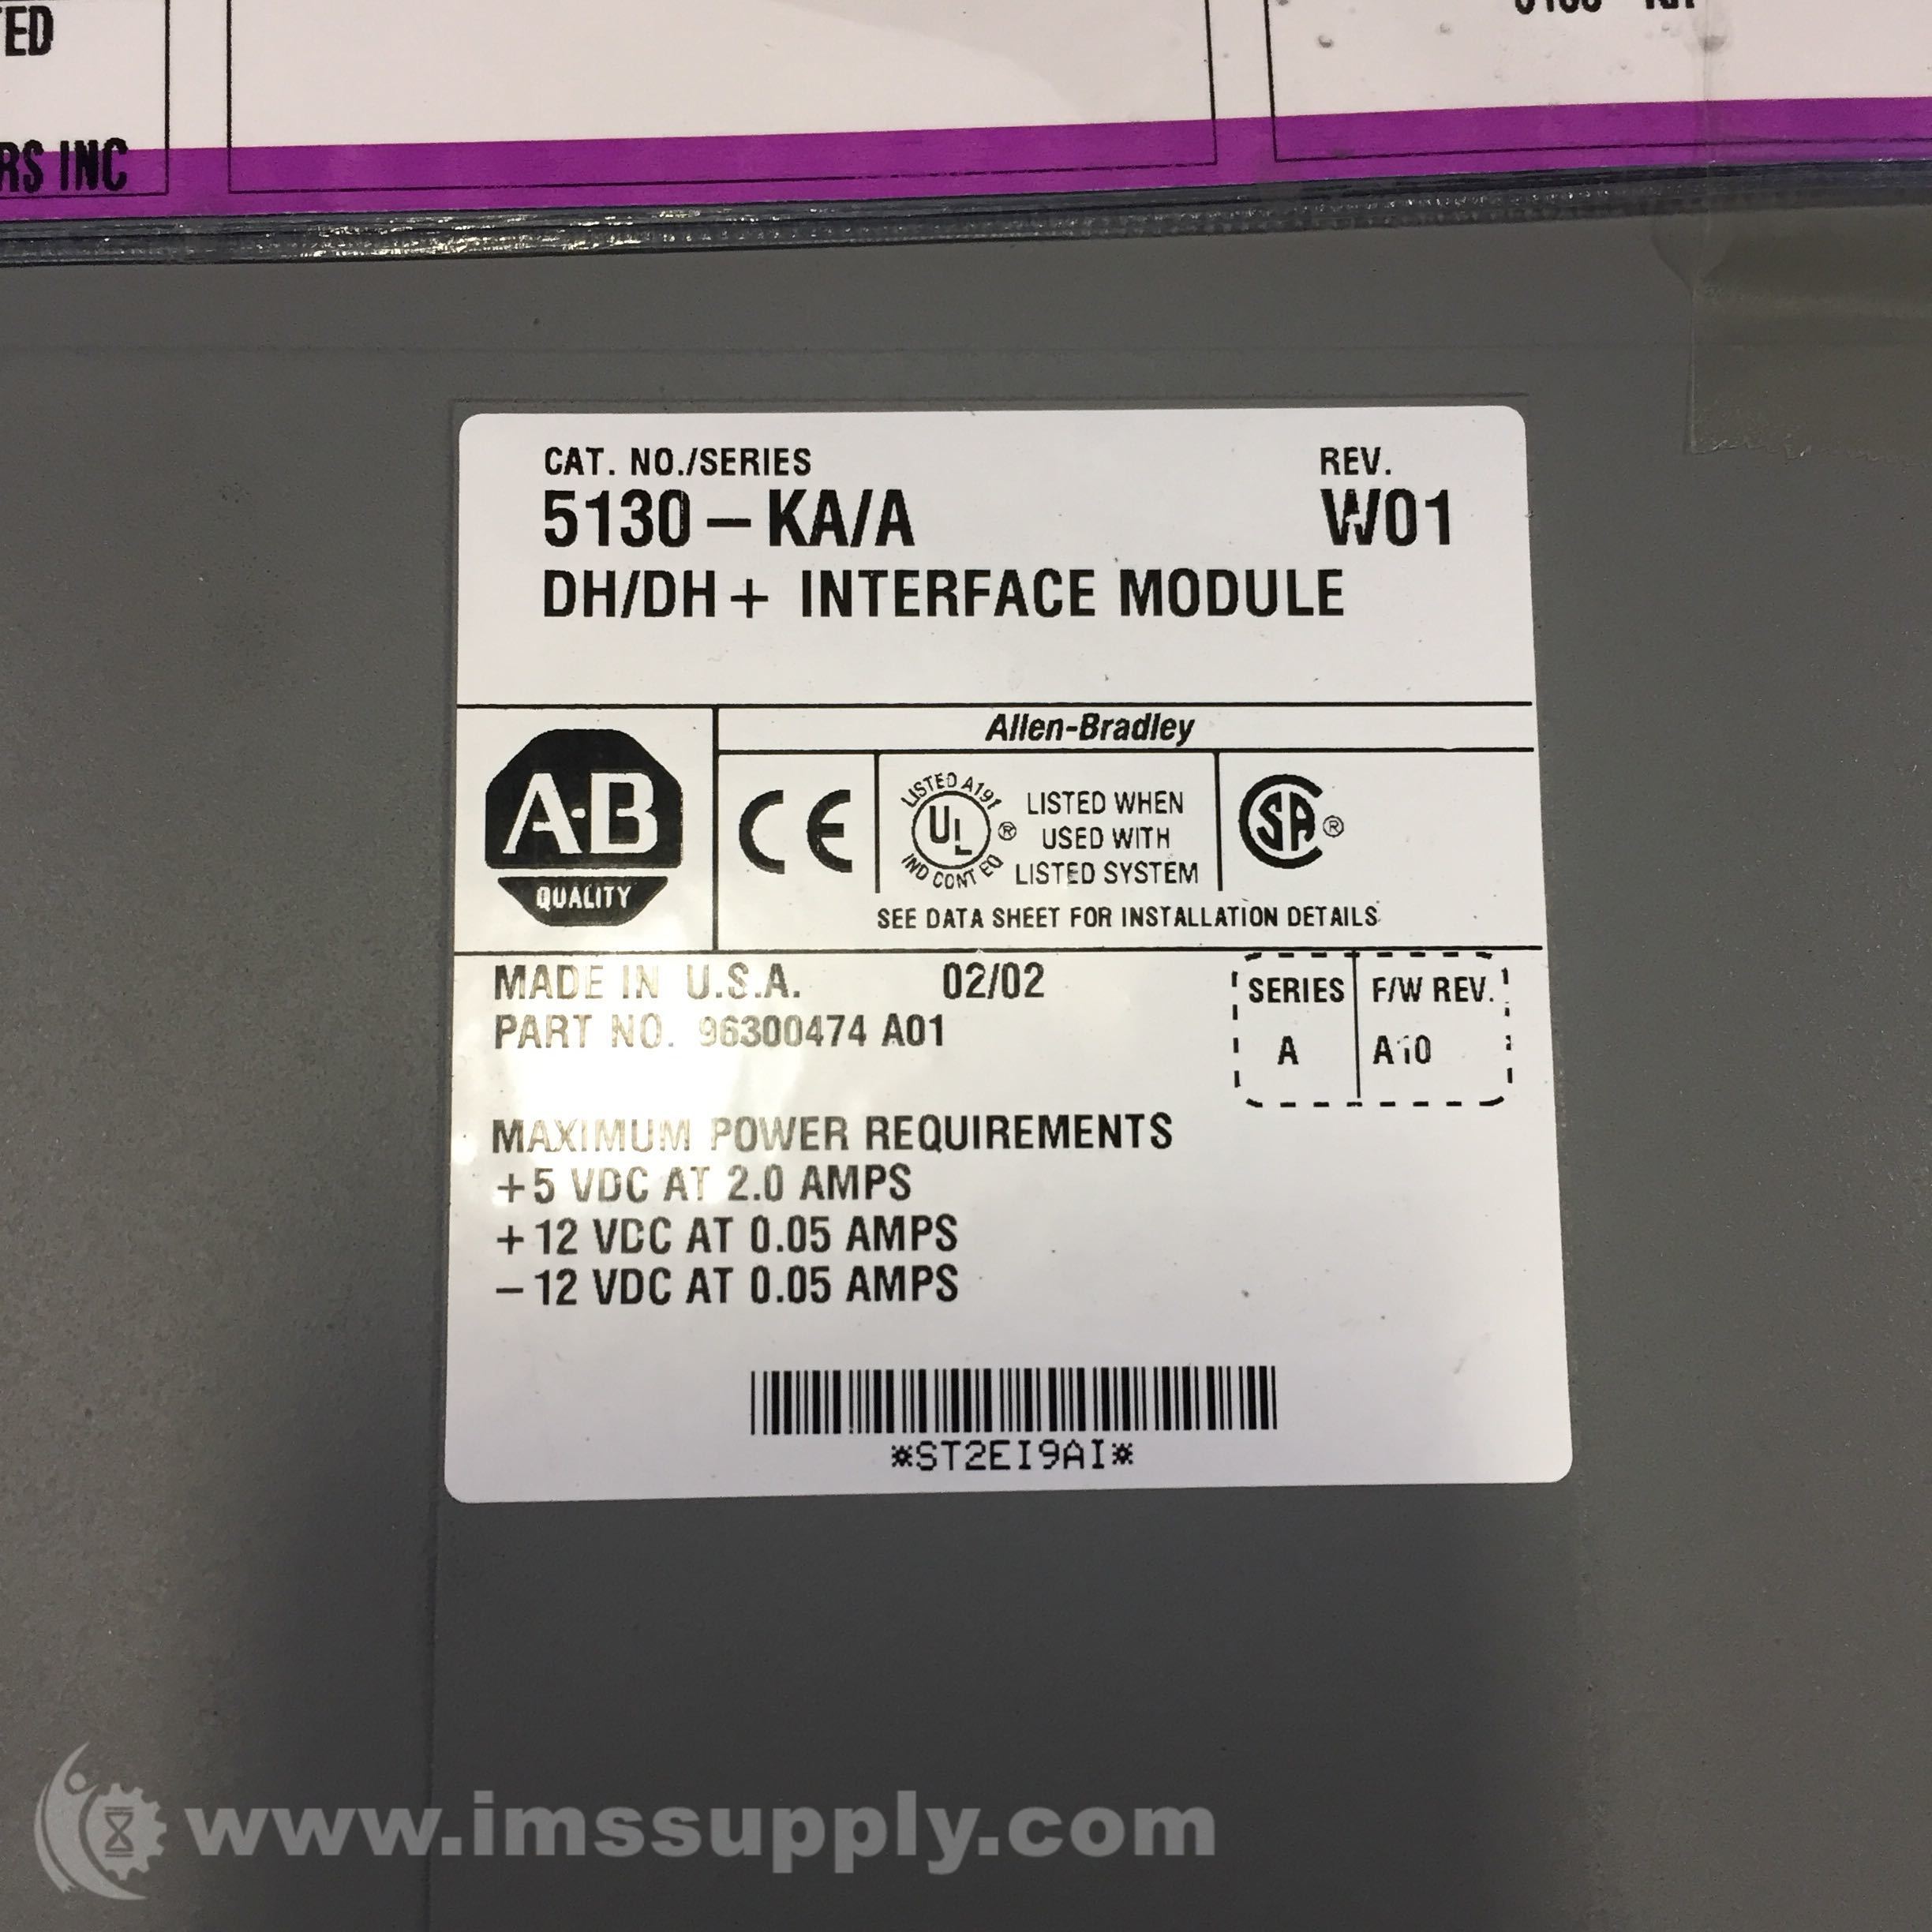 ED
RS INC
CAT. NO./SERIES REV.
5130-KA/A W01
DH/DH+ INTERFACE MODULE
Allen-Bradley
A·B
QUALITY
CE
LISTED A191
UL ®
IND CONT EQ
LISTED WHEN
USED WITH
LISTED SYSTEM
SA ®
SEE DATA SHEET FOR INSTALLATION DETAILS
MADE IN U.S.A. 02/02
PART NO. 96300474 A01
SERIES F/W REV.
A A10
MAXIMUM POWER REQUIREMENTS
+5 VDC AT 2.0 AMPS
+12 VDC AT 0.05 AMPS
-12 VDC AT 0.05 AMPS
*ST2EI9AI*
www.imssupply.com